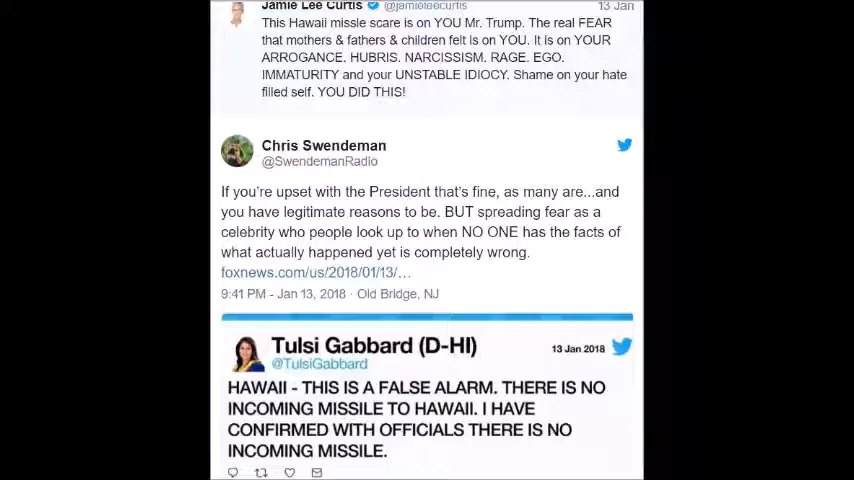 Jamie Lee Curtis @jamieleecurtis 13 Jan
This Hawaii missle scare is on YOU Mr. Trump. The real FEAR
that mothers & fathers & children felt is on YOU. It is on YOUR
ARROGANCE. HUBRIS. NARCISSISM. RAGE. EGO.
IMMATURITY and your UNSTABLE IDIOCY. Shame on your hate
filled self. YOU DID THIS!
Chris Swendeman
@SwendemanRadio
If you're upset with the President that's fine, as many are...and
you have legitimate reasons to be. BUT spreading fear as a
celebrity who people look up to when NO ONE has the facts of
what actually happened yet is completely wrong.
foxnews.com/us/2018/01/13/…
9:41 PM - Jan 13, 2018 · Old Bridge, NJ
Tulsi Gabbard (D-HI) 13 Jan 2018
@TulsiGabbard
HAWAII - THIS IS A FALSE ALARM. THERE IS NO
INCOMING MISSILE TO HAWAII. I HAVE
CONFIRMED WITH OFFICIALS THERE IS NO
INCOMING MISSILE.